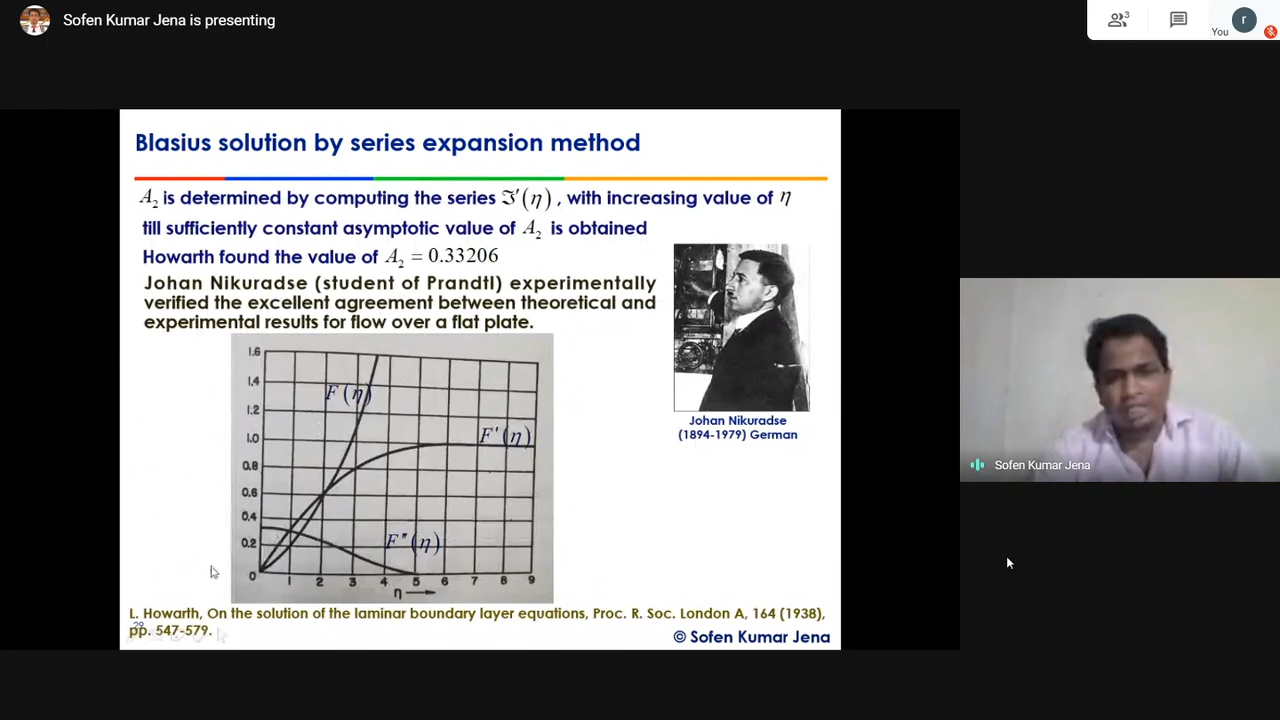 Sofen Kumar Jena is presenting
3
r
You
Blasius solution by series expansion method
A₂ is determined by computing the series ℑ′(η) , with increasing value of η
till sufficiently constant asymptotic value of A₂ is obtained
Howarth found the value of A₂ = 0.33206
Johan Nikuradse (student of Prandtl) experimentally
verified the excellent agreement between theoretical and
experimental results for flow over a flat plate.
Johan Nikuradse
(1894-1979) German
1.6
1.4
1.2
1.0
0.8
0.6
0.4
0.2
0
F(η)
F′(η)
F″(η)
1 2 3 4 5 6 7 8 9
η
L. Howarth, On the solution of the laminar boundary layer equations, Proc. R. Soc. London A, 164 (1938),
pp. 547-579.
29
© Sofen Kumar Jena
Sofen Kumar Jena